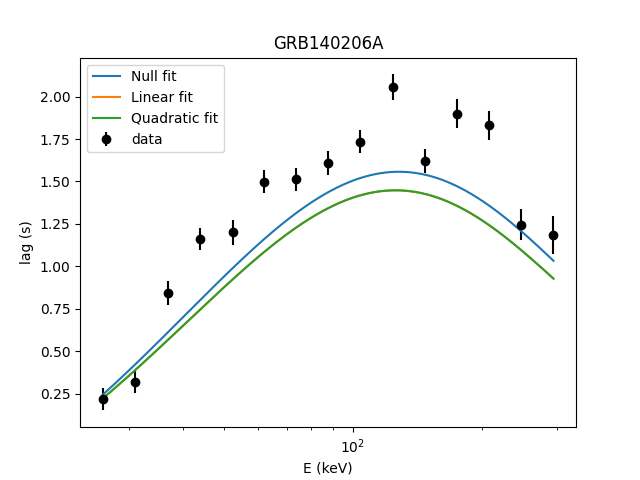 GRB140206A
Null fit
Linear fit
Quadratic fit
data
lag (s)
2.00
1.75
1.50
1.25
1.00
0.75
0.50
0.25
10²
E (keV)